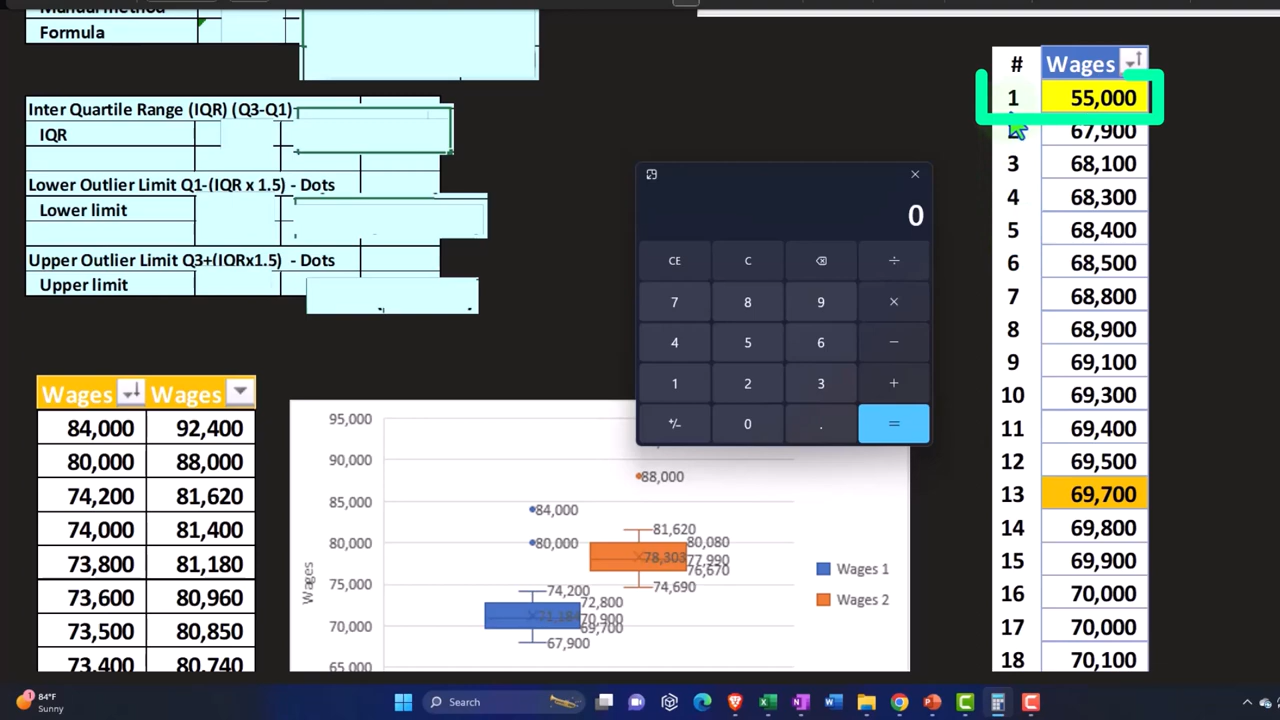 Formula
Inter Quartile Range (IQR) (Q3-Q1)
IQR
Lower Outlier Limit Q1-(IQR x 1.5) - Dots
Lower limit
Upper Outlier Limit Q3+(IQRx1.5) - Dots
Upper limit
Wages Wages
84,000 92,400
80,000 88,000
74,200 81,620
74,000 81,400
73,800 81,180
73,600 80,960
73,500 80,850
73,400 80,740
95,000
90,000
85,000
80,000
75,000
70,000
65,000
Wages
88,000
84,000
81,620
80,080
80,000
78,303
77,990
76,670
74,690
74,200
72,800
70,900
69,700
67,900
Wages 1
Wages 2
0
CE C ÷
7 8 9 ×
4 5 6 −
1 2 3 +
+/- 0 . =
# Wages
1 55,000
2 67,900
3 68,100
4 68,300
5 68,400
6 68,500
7 68,800
8 68,900
9 69,100
10 69,300
11 69,400
12 69,500
13 69,700
14 69,800
15 69,900
16 70,000
17 70,000
18 70,100
1
84°F
Sunny
Search